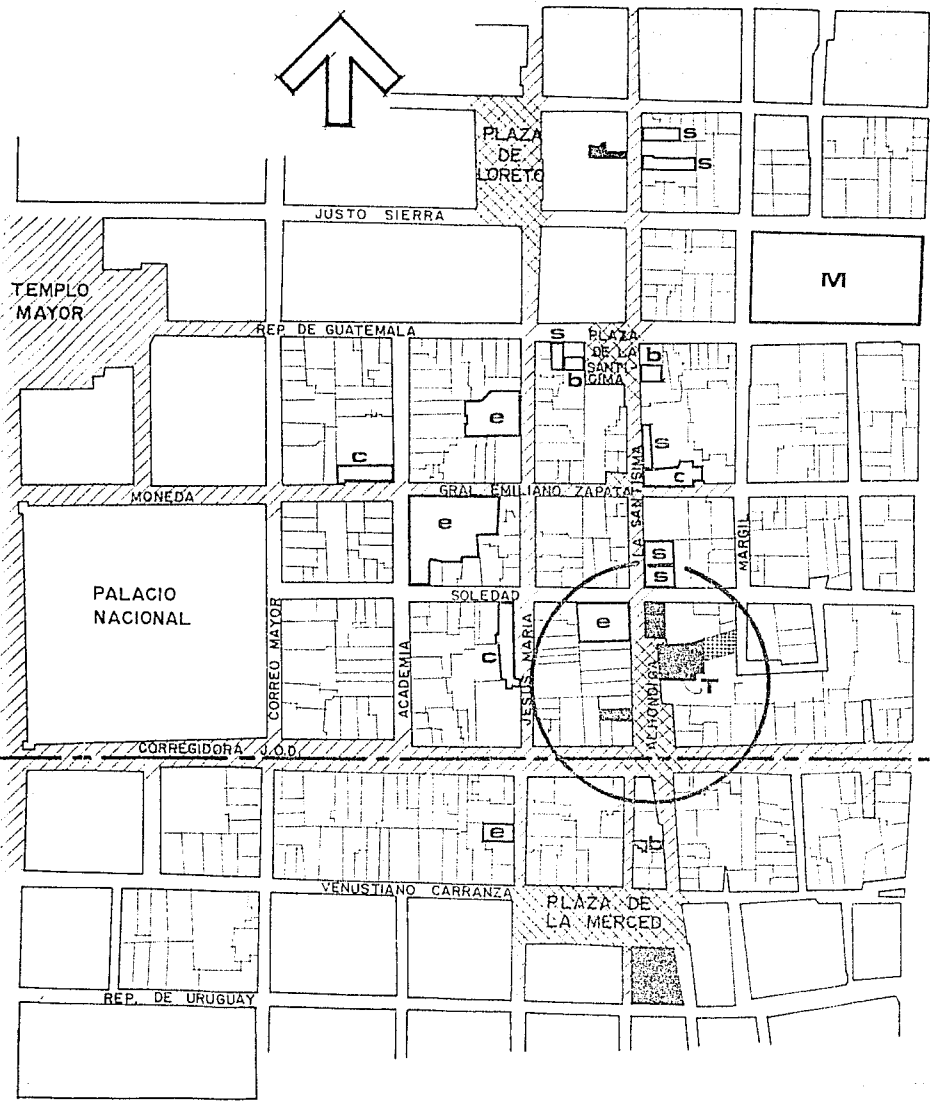 PLAZA
DE
LORETO
S
S
JUSTO SIERRA
TEMPLO
MAYOR
M
REP. DE GUATEMALA
S
b
PLAZA
DE LA
SANTI-
SIMA
b
e
S
C
C
MONEDA
GRAL. EMILIANO ZAPATA
LA SANTISIMA
e
MARGIL
S
S
PALACIO
NACIONAL
SOLEDAD
CORREO MAYOR
ACADEMIA
C
JESUS MARIA
e
ALHONDIGA
T
CORREGIDORA J.O.D.
e
b
VENUSTIANO CARRANZA
PLAZA DE
LA MERCED
REP. DE URUGUAY